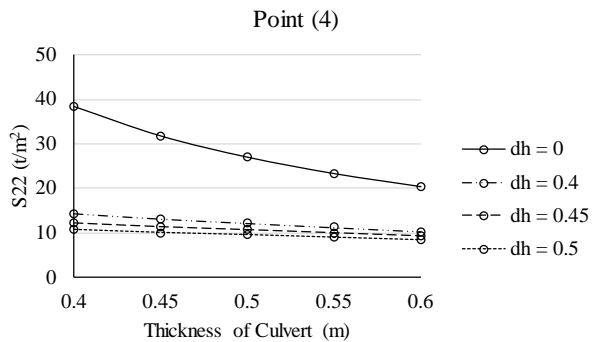 Point (4)
S22 (t/m²)
50
40
30
20
10
0
0.4 0.45 0.5 0.55 0.6
Thickness of Culvert (m)
dh = 0
dh = 0.4
dh = 0.45
dh = 0.5